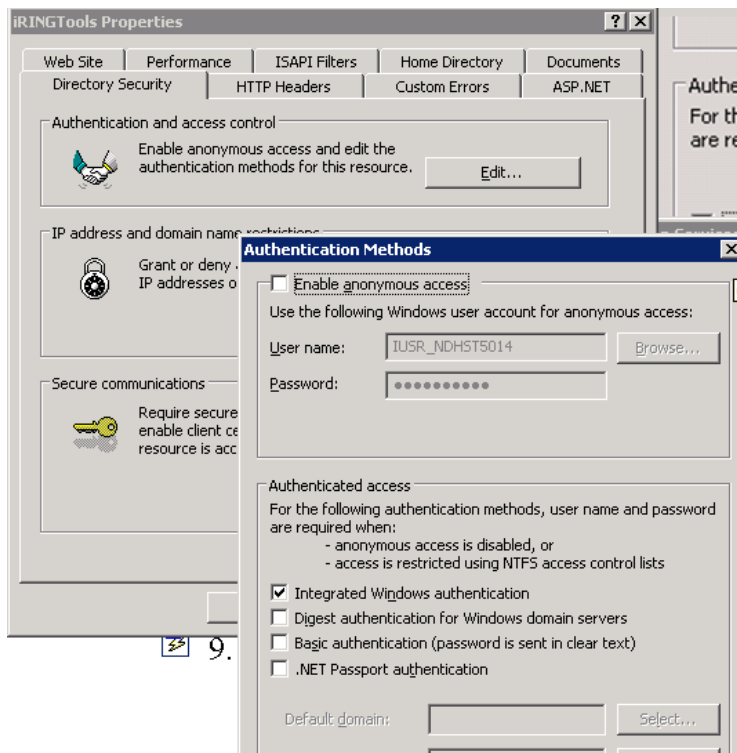 iRINGTools Properties
Web Site Performance ISAPI Filters Home Directory Documents
Directory Security HTTP Headers Custom Errors ASP.NET
Authentication and access control
Enable anonymous access and edit the
authentication methods for this resource.
Edit...
IP address and domain name restrictions
Grant or deny
IP addresses o
Secure communications
Require secure
enable client ce
resource is acc
Authentication Methods
Enable anonymous access
Use the following Windows user account for anonymous access:
User name: IUSR_NDHST5014 Browse...
Password:
Authenticated access
For the following authentication methods, user name and password
are required when:
- anonymous access is disabled, or
- access is restricted using NTFS access control lists
Integrated Windows authentication
Digest authentication for Windows domain servers
Basic authentication (password is sent in clear text)
.NET Passport authentication
Default domain: Select...
9.
Authe
For th
are re